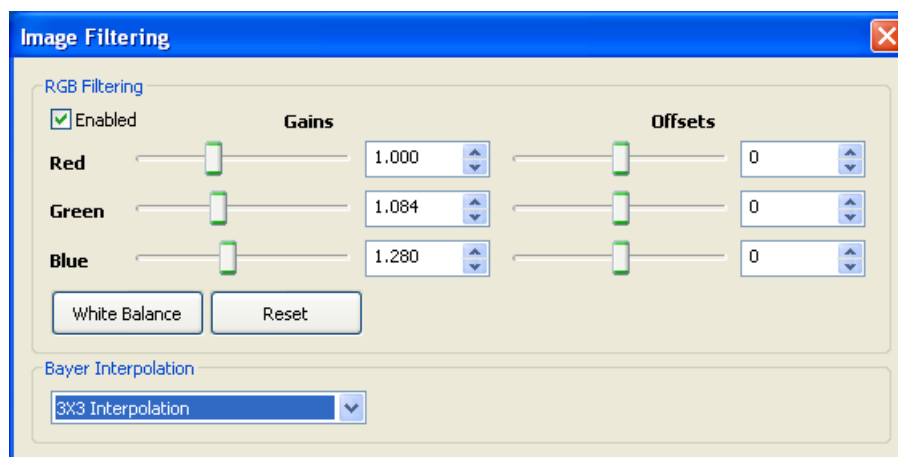 Image Filtering
RGB Filtering
Enabled Gains Offsets
Red 1.000 0
Green 1.084 0
Blue 1.280 0
White Balance Reset
Bayer Interpolation
3X3 Interpolation